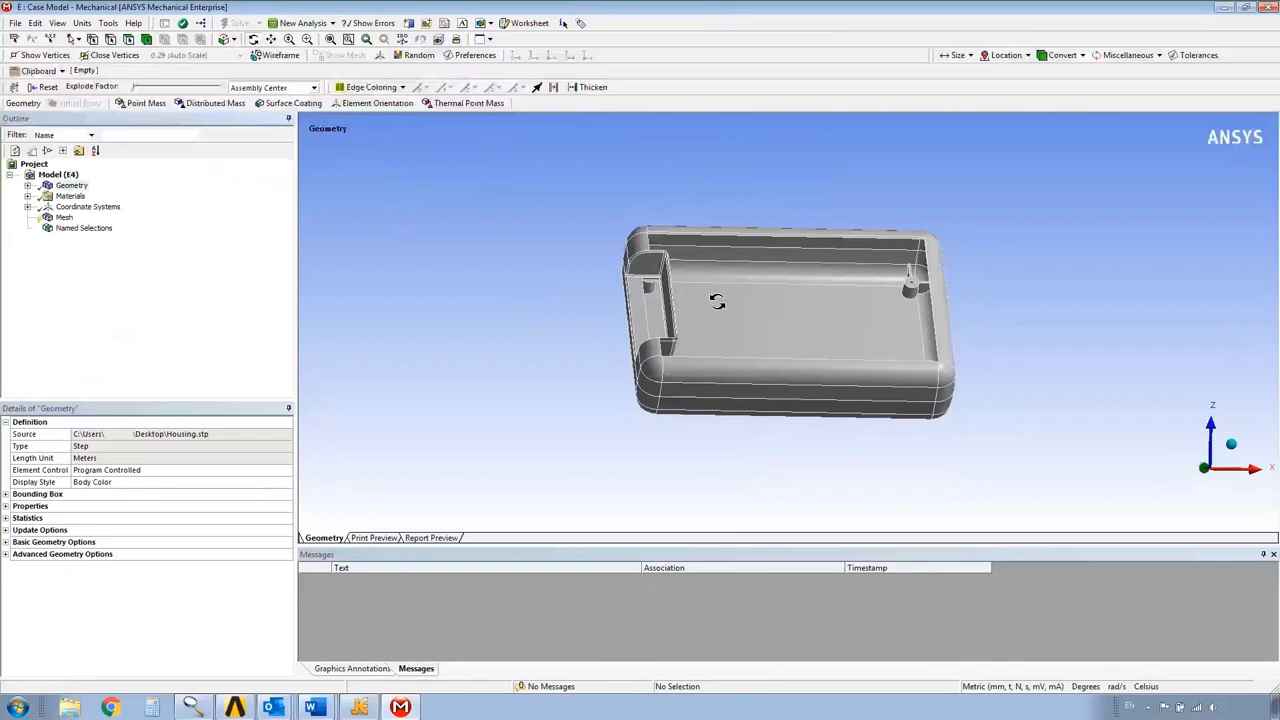 E : Case Model - Mechanical [ANSYS Mechanical Enterprise]
File Edit View Units Tools Help Solve New Analysis Show Errors Worksheet
Show Vertices Close Vertices 0.29 (Auto Scale) Wireframe Show Mesh Random Preferences Size Location Convert Miscellaneous Tolerances
Clipboard [Empty]
Reset Explode Factor Assembly Center Edge Coloring Thicken
Geometry Virtual Body Point Mass Distributed Mass Surface Coating Element Orientation Thermal Point Mass
Outline
Filter: Name
Project
Model (E4)
Geometry
Materials
Coordinate Systems
Mesh
Named Selections
Geometry
ANSYS
Z
X
Details of "Geometry"
Definition
Source C:\Users\ \Desktop\Housing.stp
Type Step
Length Unit Meters
Element Control Program Controlled
Display Style Body Color
Bounding Box
Properties
Statistics
Update Options
Basic Geometry Options
Advanced Geometry Options
Geometry Print Preview Report Preview
Messages
Text Association Timestamp
Graphics Annotations Messages
No Messages No Selection Metric (mm, t, N, s, mV, mA) Degrees rad/s Celsius
EN